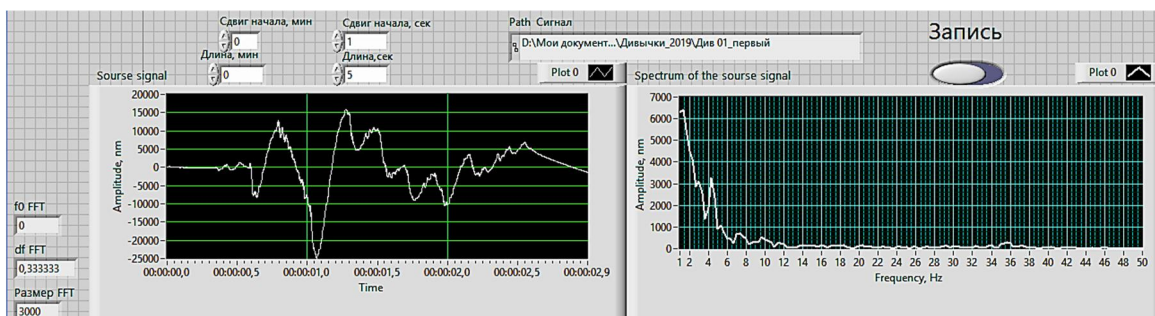 Сдвиг начала, мин
0
Сдвиг начала, сек
1
Path Сигнал
D:\Мои документ...\Дивычки_2019\Див 01_первый
Запись
Длина, мин
0
Длина,сек
5
Sourse signal
Plot 0
Spectrum of the sourse signal
Plot 0
20000
15000
10000
5000
0
-5000
-10000
-15000
-20000
-25000
Amplitude, nm
00:00:00,0 00:00:00,5 00:00:01,0 00:00:01,5 00:00:02,0 00:00:02,5 00:00:02,9
Time
7000
6000
5000
4000
3000
2000
1000
0
Amplitude, nm
1 2 4 6 8 10 12 14 16 18 20 22 24 26 28 30 32 34 36 38 40 42 44 46 48 50
Frequency, Hz
f0 FFT
0
df FFT
0,333333
Размер FFT
3000